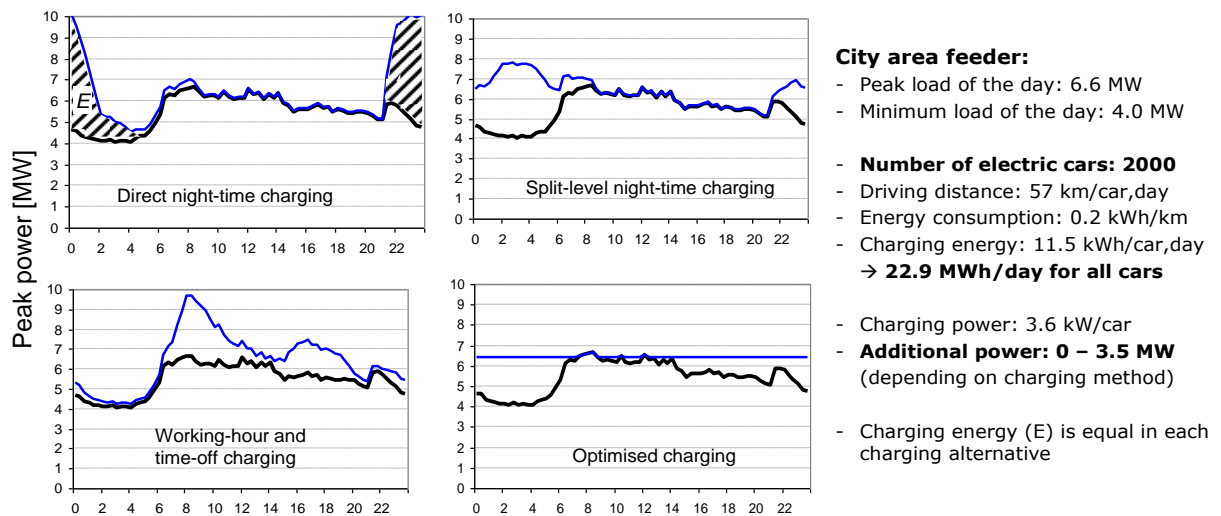 Peak power [MW]
10
9
8
7
6
5
4
3
2
1
0
E
Direct night-time charging
0 2 4 6 8 10 12 14 16 18 20 22
10
9
8
7
6
5
4
3
2
1
0
Split-level night-time charging
0 2 4 6 8 10 12 14 16 18 20 22
10
9
8
7
6
5
4
3
2
1
0
Working-hour and
time-off charging
0 2 4 6 8 10 12 14 16 18 20 22
10
9
8
7
6
5
4
3
2
1
0
Optimised charging
0 2 4 6 8 10 12 14 16 18 20 22
City area feeder:
- Peak load of the day: 6.6 MW
- Minimum load of the day: 4.0 MW
- Number of electric cars: 2000
- Driving distance: 57 km/car,day
- Energy consumption: 0.2 kWh/km
- Charging energy: 11.5 kWh/car,day
→ 22.9 MWh/day for all cars
- Charging power: 3.6 kW/car
- Additional power: 0 – 3.5 MW
(depending on charging method)
- Charging energy (E) is equal in each
charging alternative